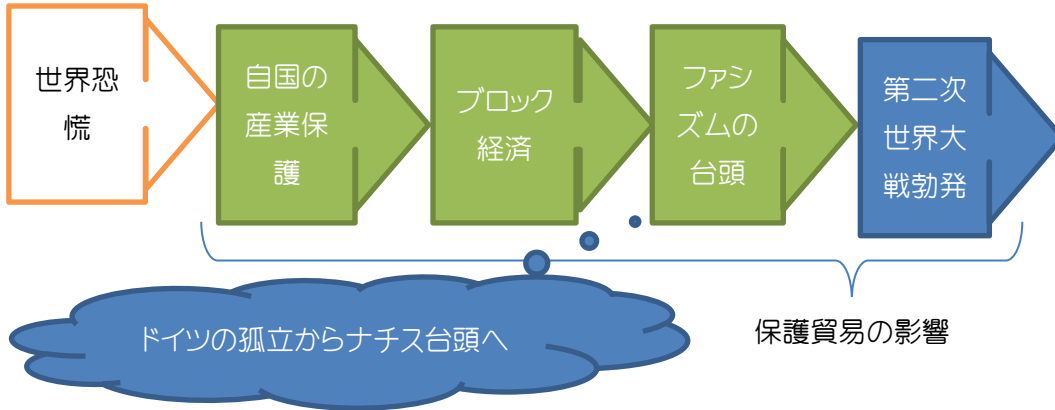 世界恐
慌
自国の
産業保
護
ブロック
経済
ファシ
ズムの
台頭
第二次
世界大
戦勃発
ドイツの孤立からナチス台頭へ
保護貿易の影響